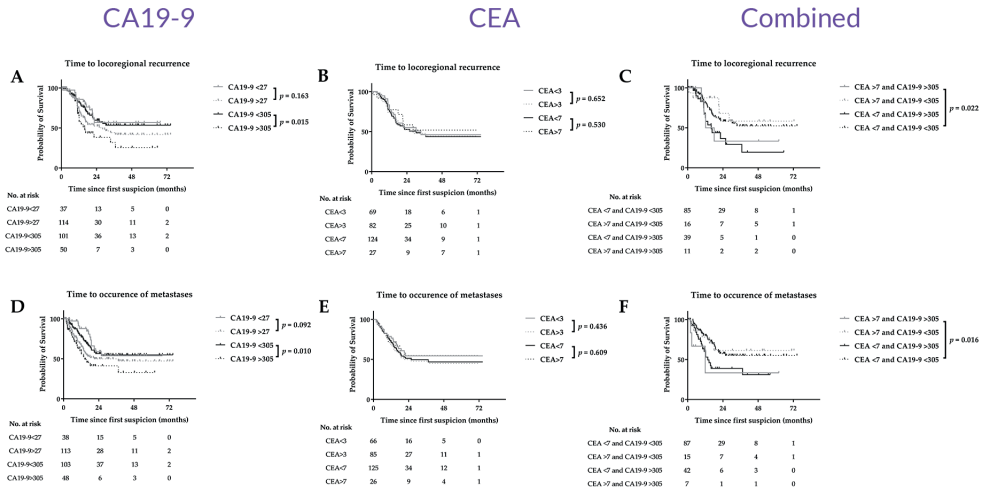 CA19-9
CEA
Combined
A
Time to locoregional recurrence
Probability of Survival
100
50
0
0 24 48 72
Time since first suspicion (months)
CA19-9 <27
CA19-9 >27
p = 0.163
CA19-9 <305
CA19-9 >305
p = 0.015
No. at risk
CA19-9<27 37 13 5 0
CA19-9>27 114 30 11 2
CA19-9<305 101 36 13 2
CA19-9>305 50 7 3 0
B
Time to locoregional recurrence
Probability of Survival
100
50
0
0 24 48 72
Time since first suspicion (months)
CEA<3
CEA>3
p = 0.652
CEA<7
CEA>7
p = 0.530
No. at risk
CEA<3 69 18 6 1
CEA>3 82 25 10 1
CEA<7 124 34 9 1
CEA>7 27 9 7 1
C
Time to locoregional recurrence
Probability of Survival
100
50
0
0 24 48 72
Time since first suspicion (months)
CEA >7 and CA19-9 >305
CEA >7 and CA19-9 <305
CEA <7 and CA19-9 <305
CEA <7 and CA19-9 >305
p = 0.022
No. at risk
CEA <7 and CA19-9 <305 85 29 8 1
CEA >7 and CA19-9 <305 16 7 5 1
CEA <7 and CA19-9 >305 39 5 1 0
CEA >7 and CA19-9 >305 11 2 2 0
D
Time to occurence of metastases
Probability of Survival
100
50
0
0 24 48 72
Time since first suspicion (months)
CA19-9 <27
CA19-9 >27
p = 0.092
CA19-9 <305
CA19-9 >305
p = 0.010
No. at risk
CA19-9<27 38 15 5 0
CA19-9>27 113 28 11 2
CA19-9<305 103 37 13 2
CA19-9>305 48 6 3 0
E
Time to occurence of metastases
Probability of Survival
100
50
0
0 24 48 72
Time since first suspicion (months)
CEA<3
CEA>3
p = 0.436
CEA<7
CEA>7
p = 0.609
No. at risk
CEA<3 66 16 5 0
CEA>3 85 27 11 1
CEA<7 125 34 12 1
CEA>7 26 9 4 1
F
Time to occurence of metastases
Probability of Survival
100
50
0
0 24 48 72
Time since first suspicion (months)
CEA >7 and CA19-9 >305
CEA >7 and CA19-9 <305
CEA <7 and CA19-9 <305
CEA <7 and CA19-9 >305
p = 0.016
No. at risk
CEA <7 and CA19-9 <305 87 29 8 1
CEA >7 and CA19-9 <305 15 7 4 1
CEA <7 and CA19-9 >305 42 6 3 0
CEA >7 and CA19-9 >305 7 1 1 0